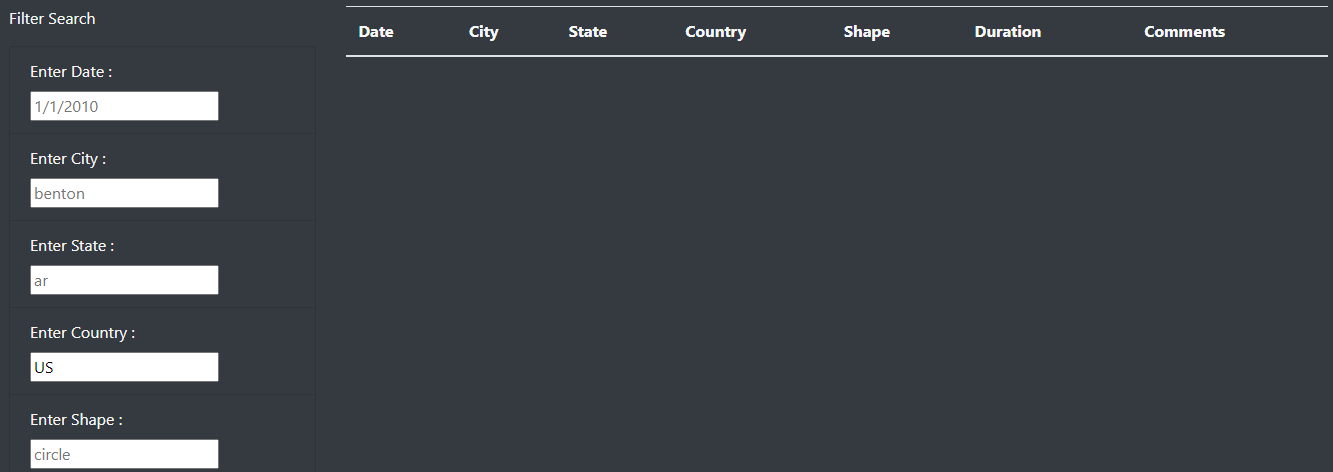 Filter Search
Date City State Country Shape Duration Comments
Enter Date :
1/1/2010
Enter City :
benton
Enter State :
ar
Enter Country :
US
Enter Shape :
circle